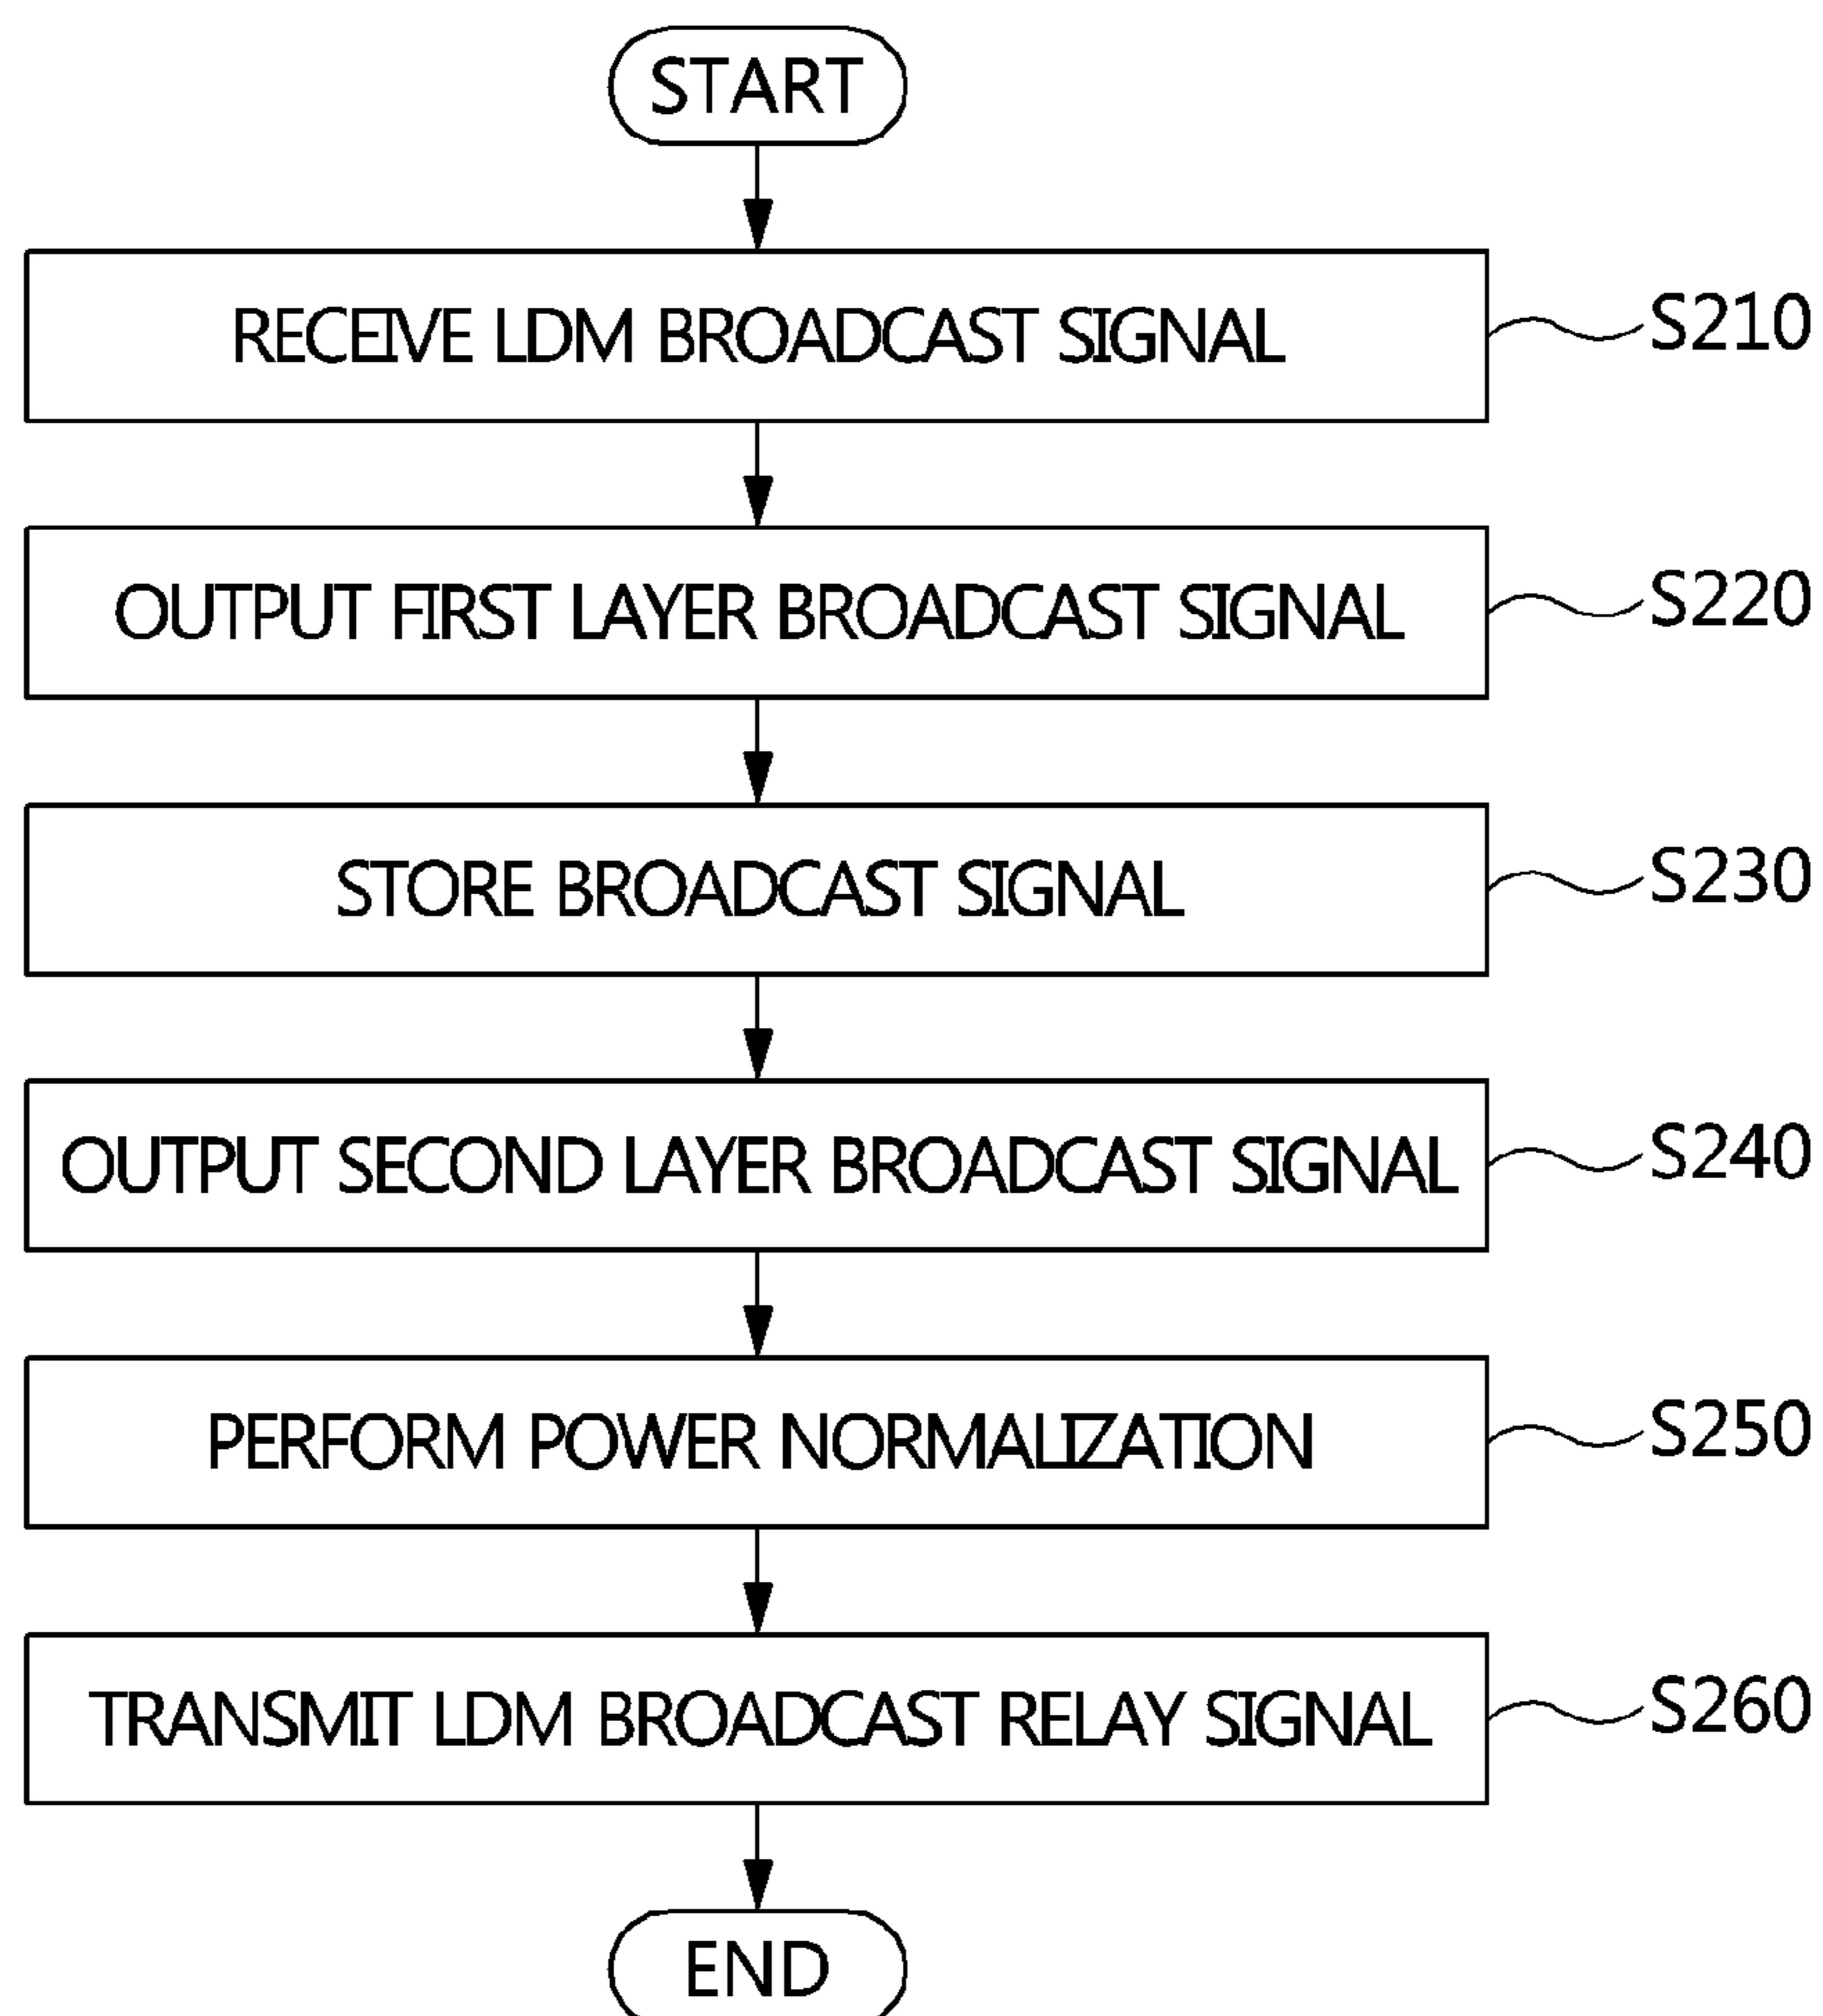 START
RECEIVE LDM BROADCAST SIGNAL
S210
OUTPUT FIRST LAYER BROADCAST SIGNAL
S220
STORE BROADCAST SIGNAL
S230
OUTPUT SECOND LAYER BROADCAST SIGNAL
S240
PERFORM POWER NORMALIZATION
S250
TRANSMIT LDM BROADCAST RELAY SIGNAL
S260
END